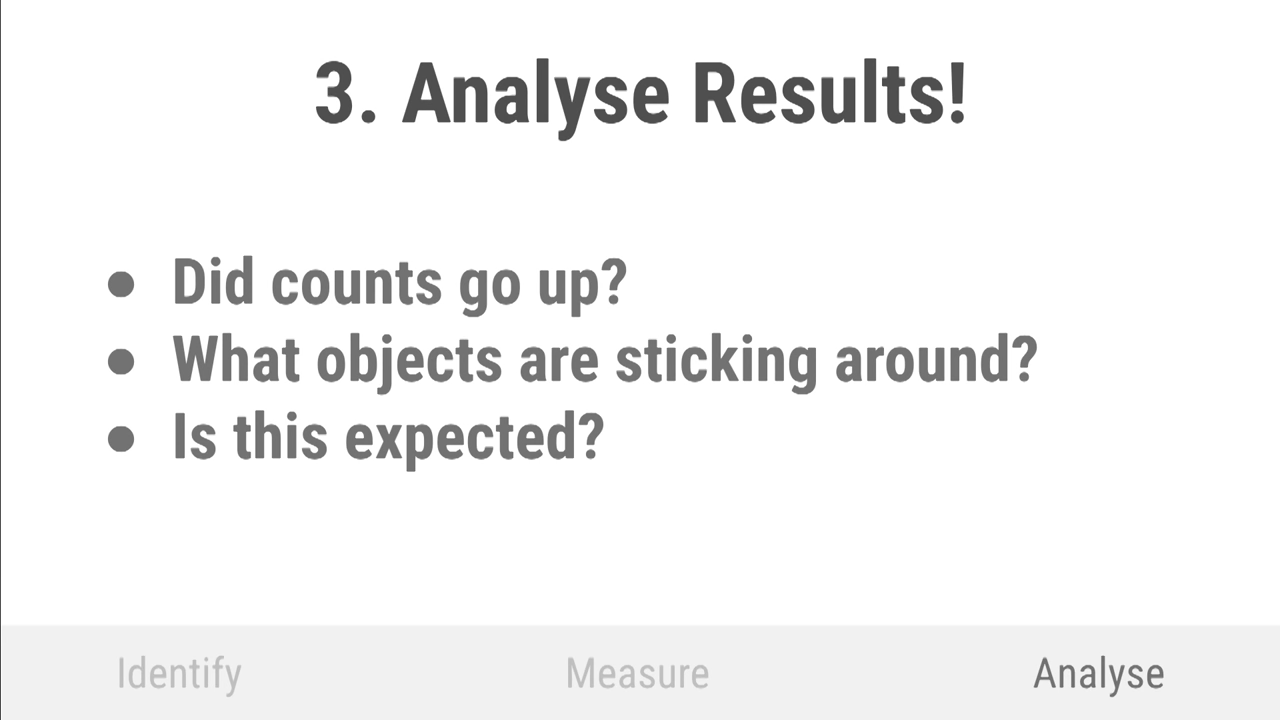 3. Analyse Results!
● Did counts go up?
● What objects are sticking around?
● Is this expected?
Identify Measure Analyse